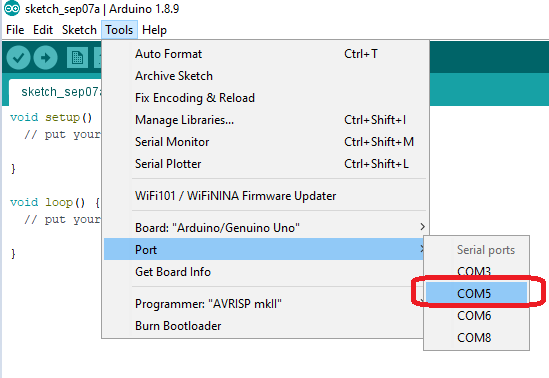 sketch_sep07a | Arduino 1.8.9
File Edit Sketch Tools Help
Auto Format Ctrl+T
Archive Sketch
Fix Encoding & Reload
Manage Libraries... Ctrl+Shift+I
Serial Monitor Ctrl+Shift+M
Serial Plotter Ctrl+Shift+L
WiFi101 / WiFiNINA Firmware Updater
Board: "Arduino/Genuino Uno"
Port
Get Board Info
Programmer: "AVRISP mkII"
Burn Bootloader
Serial ports
COM3
COM5
COM6
COM8
sketch_sep07a
void setup()
// put your
}
void loop() {
// put your
}